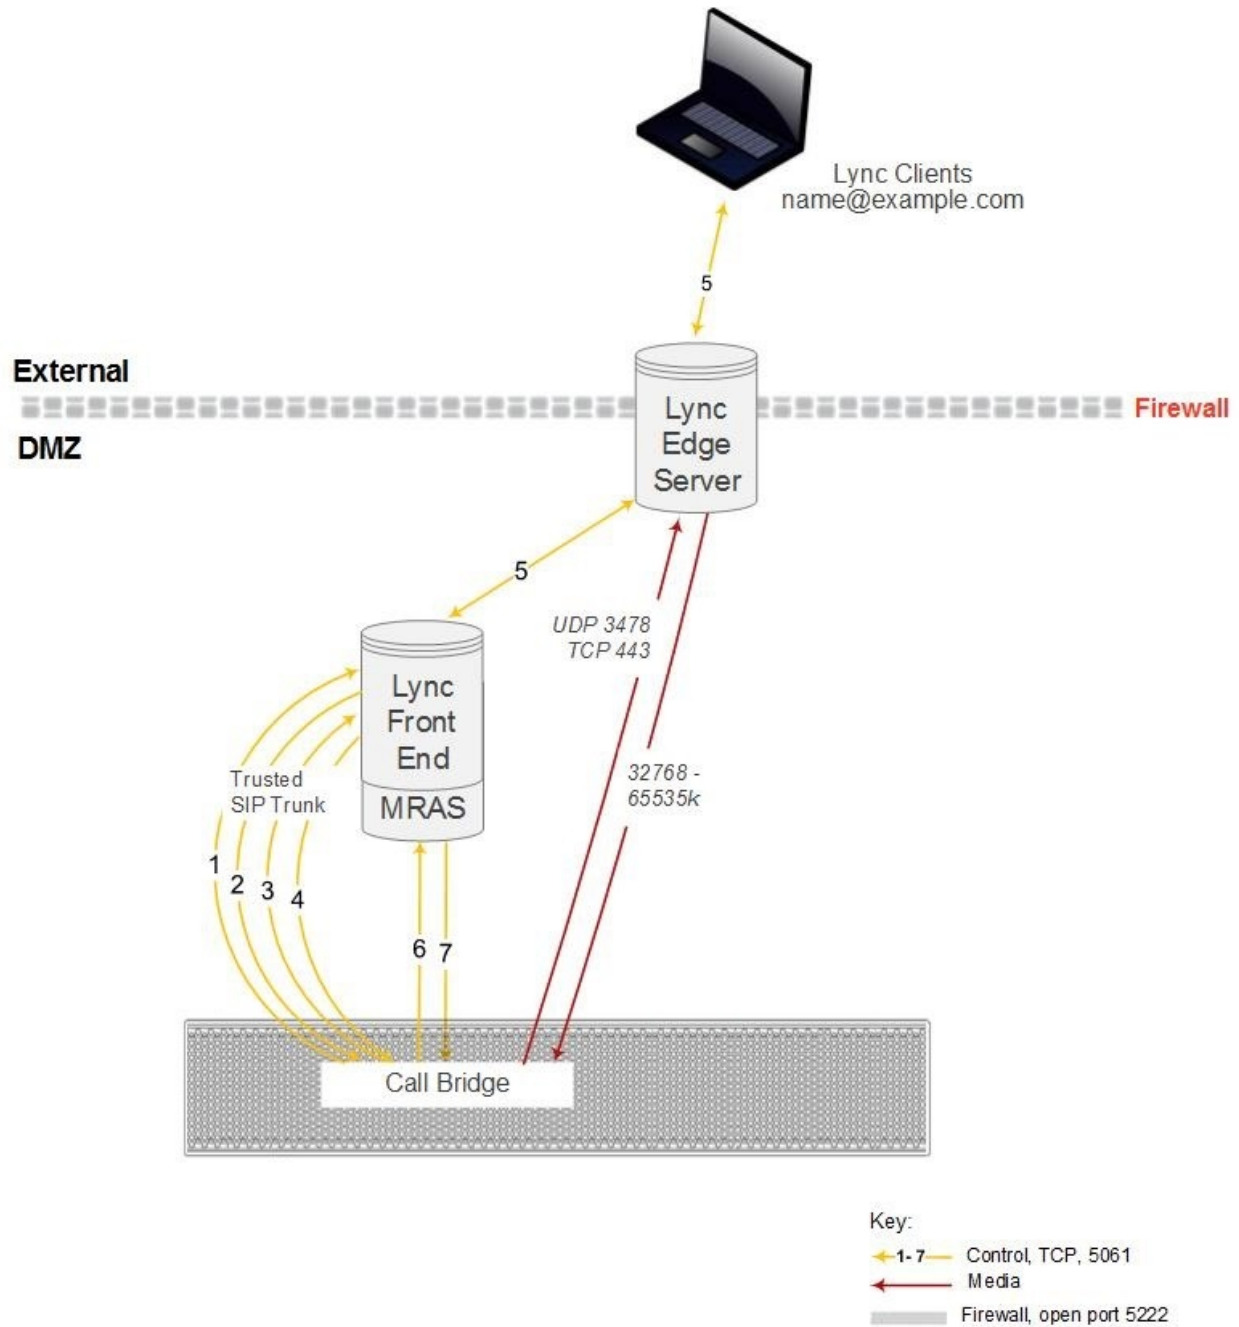 Lync Clients
name@example.com
5
External
Firewall
DMZ
Lync
Edge
Server
5
UDP 3478
TCP 443
Lync
Front
End
MRAS
Trusted
SIP Trunk
32768 -
65535k
1
2
3
4
6
7
Call Bridge
Key:
1-7
Control, TCP, 5061
Media
Firewall, open port 5222